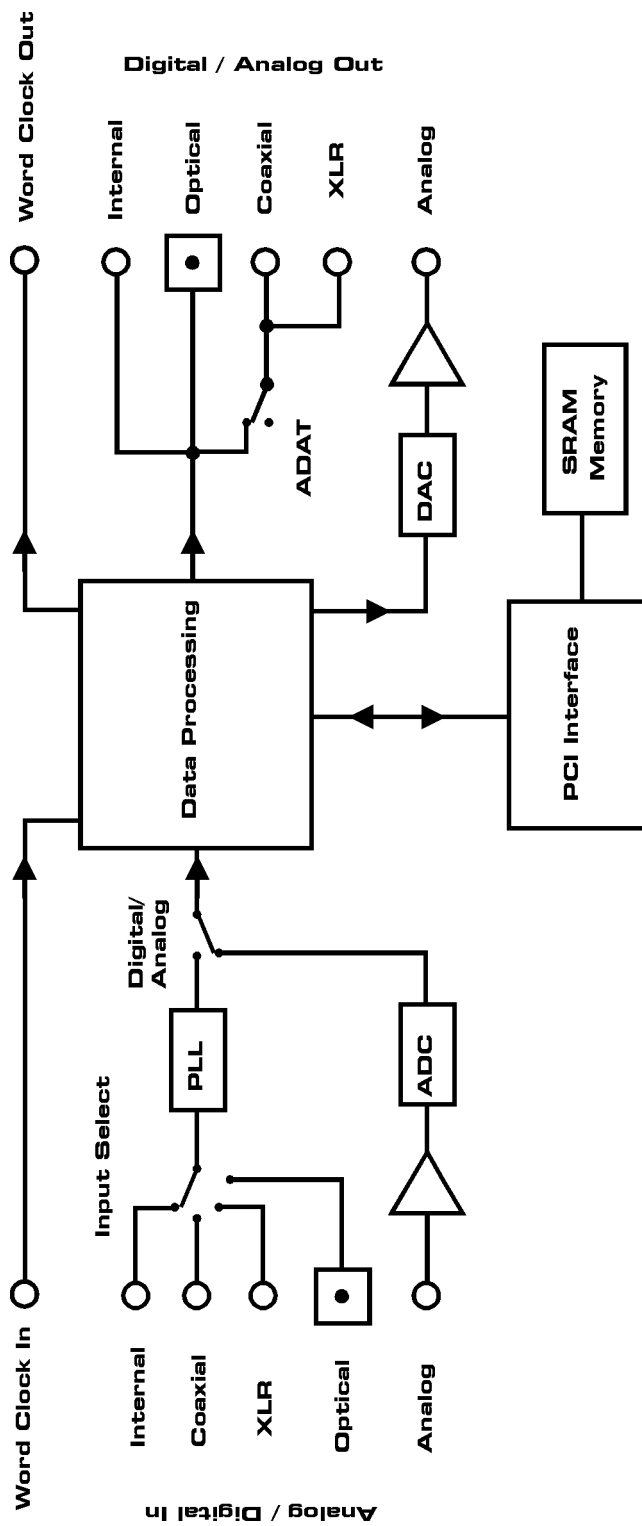 Word Clock In
Word Clock Out
Analog / Digital In
Digital / Analog Out
Internal
Coaxial
XLR
Optical
Analog
Input Select
PLL
Digital/
Analog
ADC
Data Processing
ADAT
DAC
Internal
Optical
Coaxial
XLR
Analog
PCI Interface
SRAM
Memory